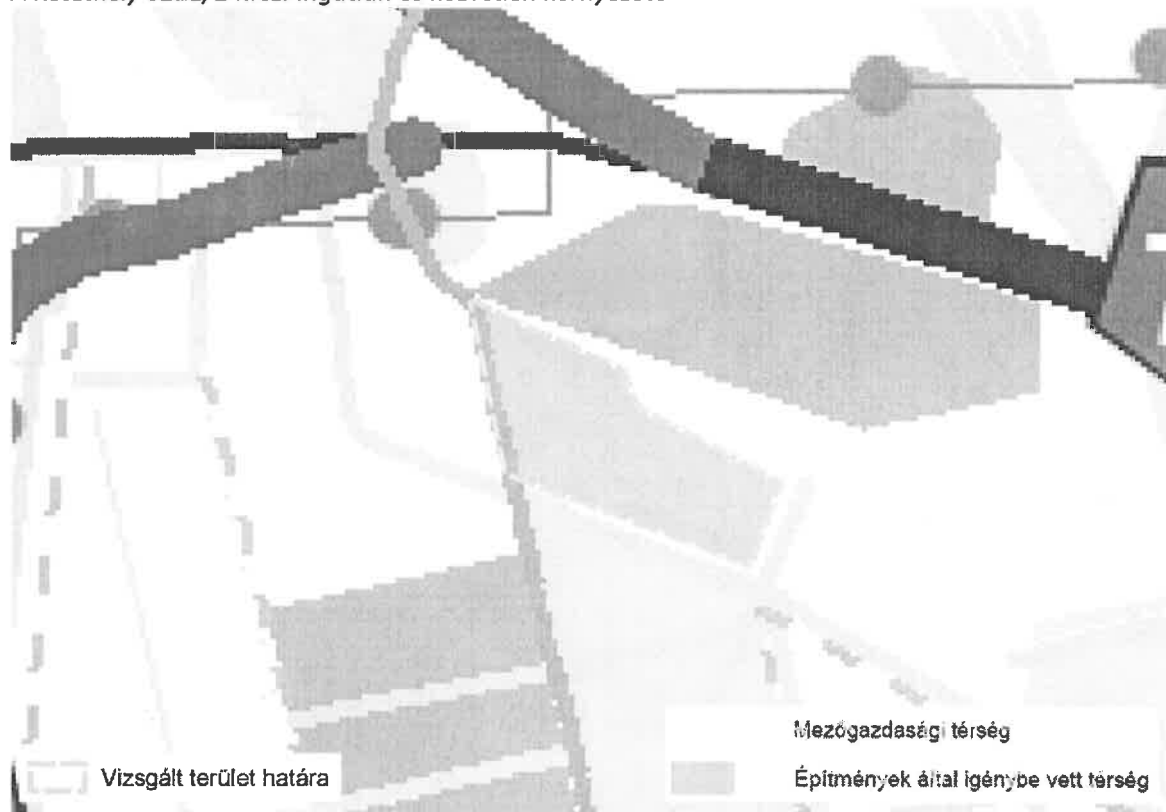 Mezőgazdasági térség
Vizsgált terület határa
Építmények által igénybe vett térség